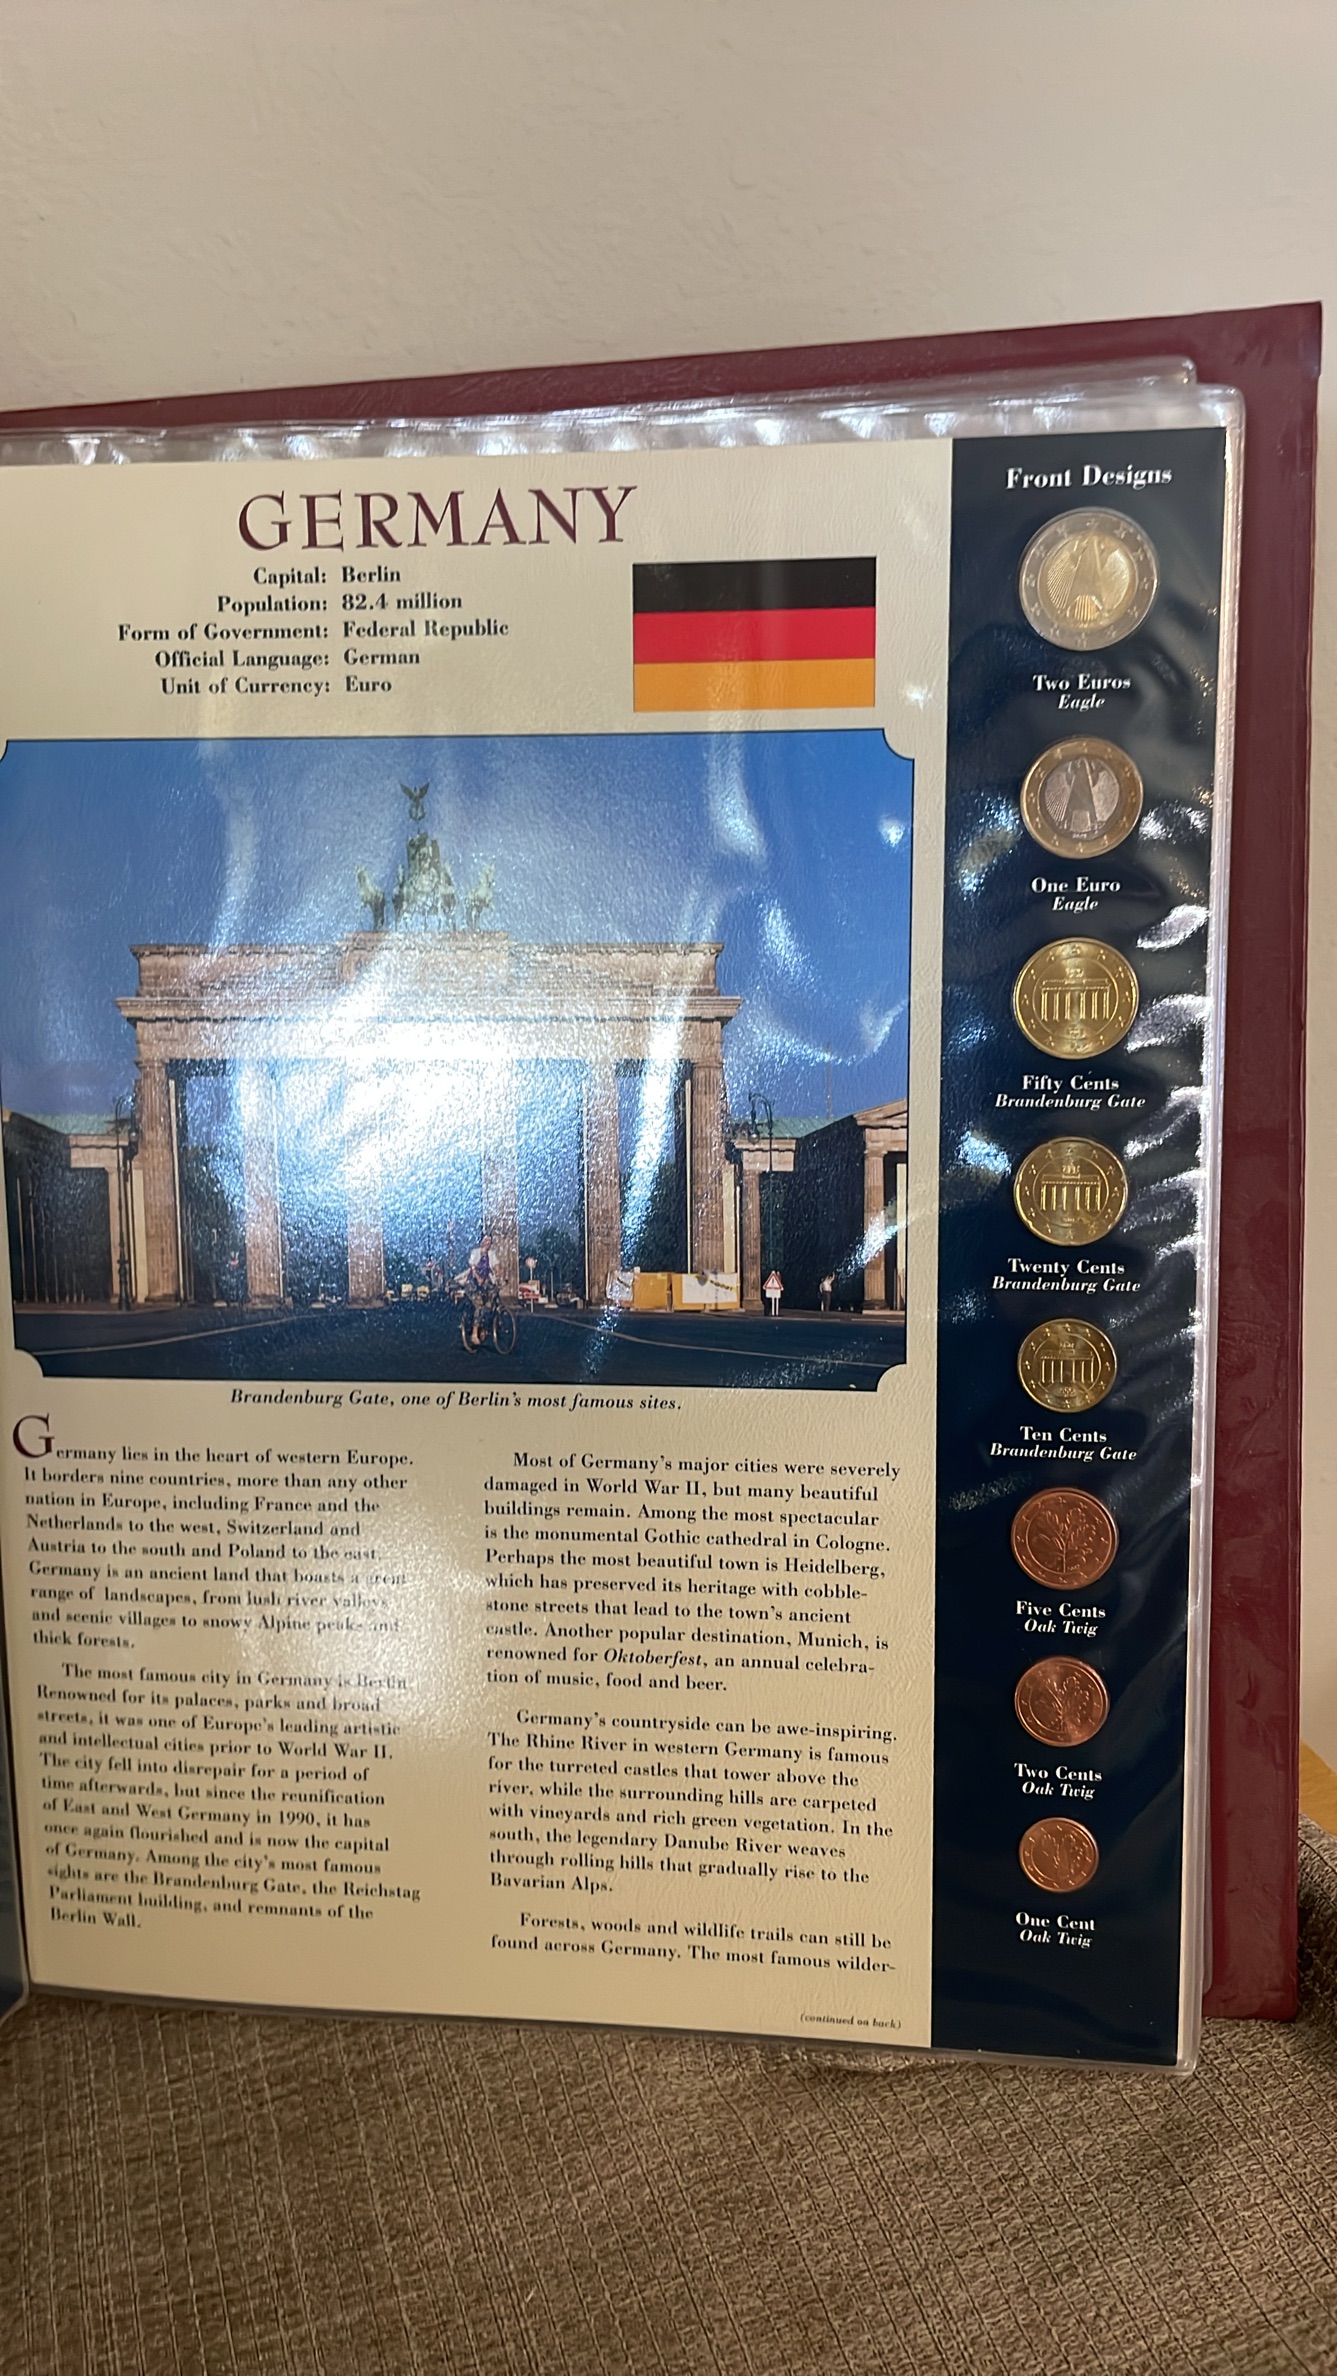 GERMANY
Capital: Berlin
Population: 82.4 million
Form of Government: Federal Republic
Official Language: German
Unit of Currency: Euro
Brandenburg Gate, one of Berlin's most famous sites.
Germany lies in the heart of western Europe.
It borders nine countries, more than any other
nation in Europe, including France and the
Netherlands to the west, Switzerland and
Austria to the south and Poland to the east.
Germany is an ancient land that boasts a great
range of landscapes, from lush river valleys
and scenic villages to snowy Alpine peaks and
thick forests.
The most famous city in Germany is Berlin.
Renowned for its palaces, parks and broad
streets, it was one of Europe's leading artistic
and intellectual cities prior to World War II.
The city fell into disrepair for a period of
time afterwards, but since the reunification
of East and West Germany in 1990, it has
once again flourished and is now the capital
of Germany. Among the city's most famous
sights are the Brandenburg Gate, the Reichstag
Parliament building, and remnants of the
Berlin Wall.
Most of Germany's major cities were severely
damaged in World War II, but many beautiful
buildings remain. Among the most spectacular
is the monumental Gothic cathedral in Cologne.
Perhaps the most beautiful town is Heidelberg,
which has preserved its heritage with cobble-
stone streets that lead to the town's ancient
castle. Another popular destination, Munich, is
renowned for Oktoberfest, an annual celebra-
tion of music, food and beer.
Germany's countryside can be awe-inspiring.
The Rhine River in western Germany is famous
for the turreted castles that tower above the
river, while the surrounding hills are carpeted
with vineyards and rich green vegetation. In the
south, the legendary Danube River weaves
through rolling hills that gradually rise to the
Bavarian Alps.
Forests, woods and wildlife trails can still be
found across Germany. The most famous wilder-
(continued on back)
Front Designs
Two Euros
Eagle
One Euro
Eagle
Fifty Cents
Brandenburg Gate
Twenty Cents
Brandenburg Gate
Ten Cents
Brandenburg Gate
Five Cents
Oak Twig
Two Cents
Oak Twig
One Cent
Oak Twig